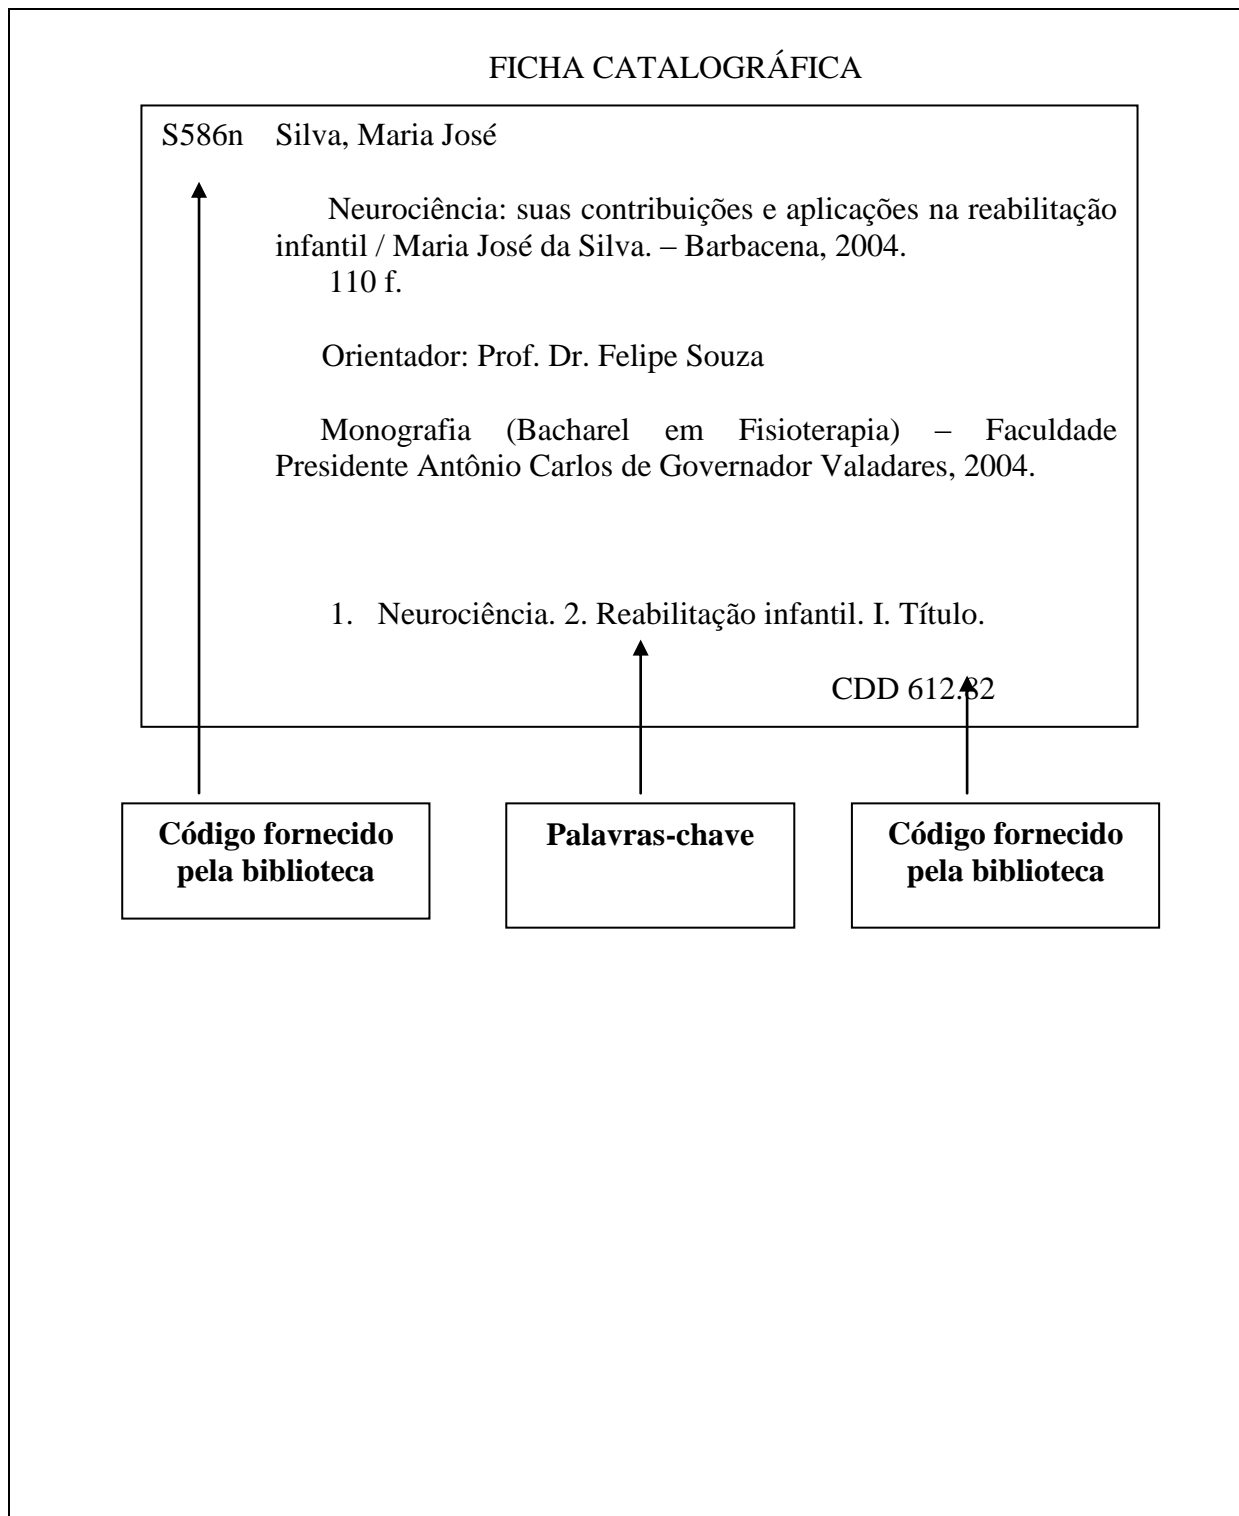 FICHA CATALOGRÁFICA
S586n Silva, Maria José
Neurociência: suas contribuições e aplicações na reabilitação
infantil / Maria José da Silva. – Barbacena, 2004.
110 f.
Orientador: Prof. Dr. Felipe Souza
Monografia (Bacharel em Fisioterapia) – Faculdade
Presidente Antônio Carlos de Governador Valadares, 2004.
1. Neurociência. 2. Reabilitação infantil. I. Título.
CDD 612.82
Código fornecido
pela biblioteca
Palavras-chave
Código fornecido
pela biblioteca